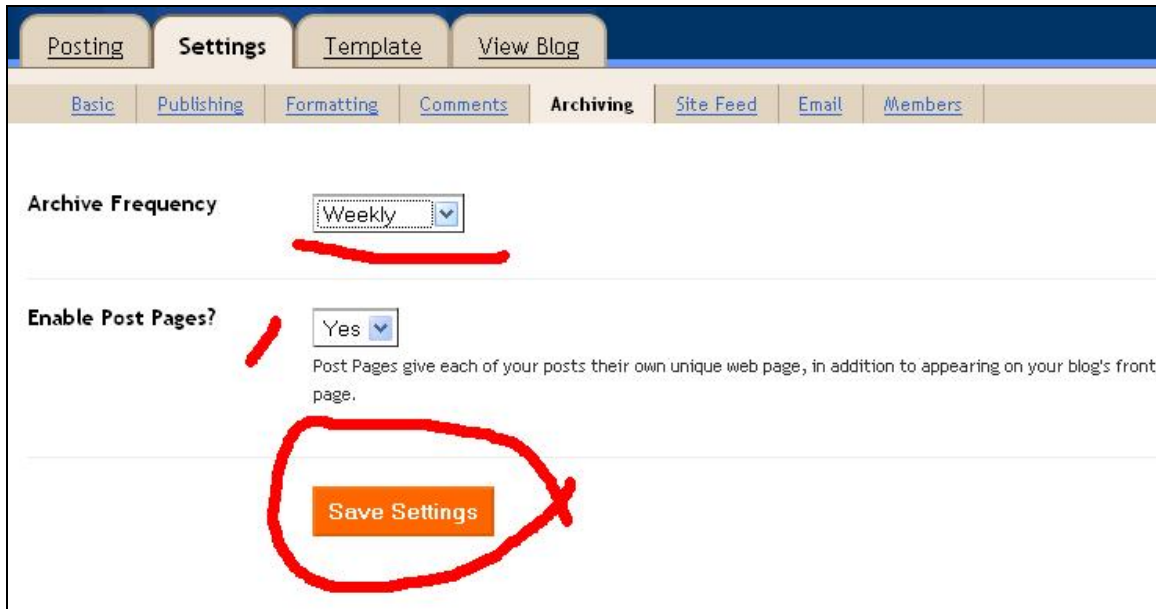 Posting Settings Template View Blog
Basic Publishing Formatting Comments Archiving Site Feed Email Members
Archive Frequency Weekly
Enable Post Pages? Yes
Post Pages give each of your posts their own unique web page, in addition to appearing on your blog's front
page.
Save Settings